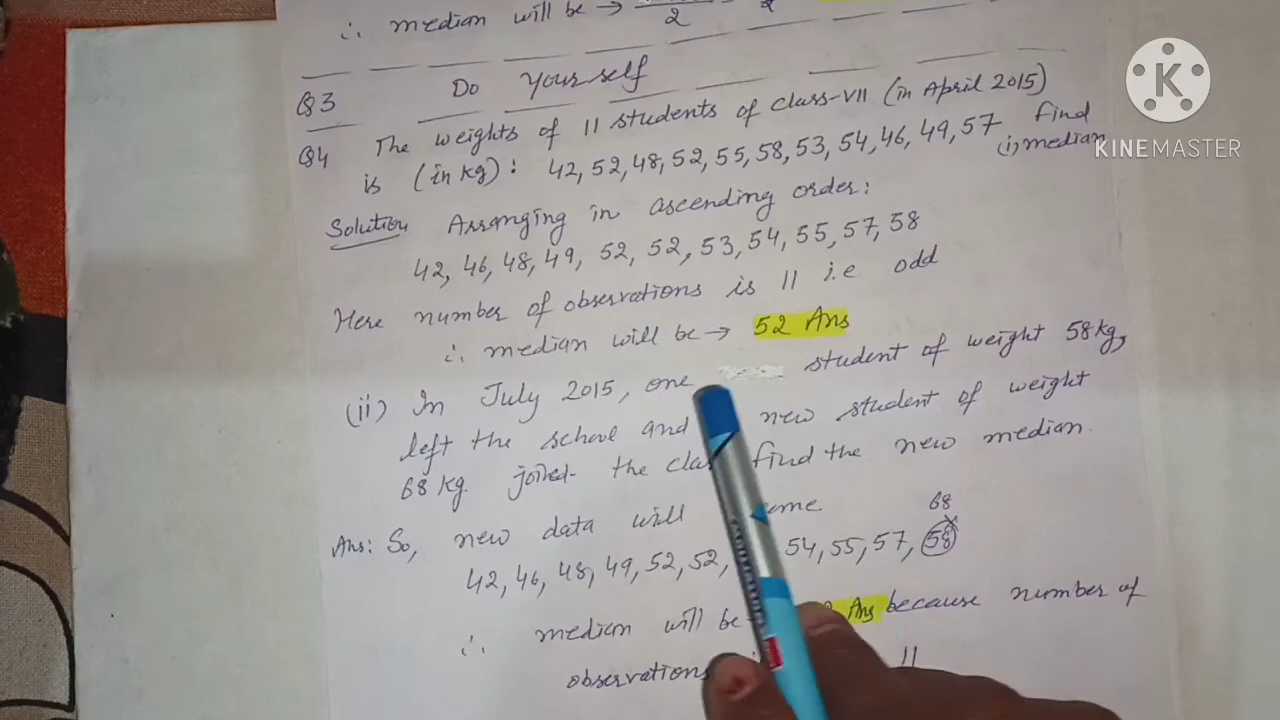 ∴ median will be → 2 2
Q3 Do Yourself
Q4 The weights of 11 students of class-VII (in April 2015)
is (in kg): 42, 52, 48, 52, 55, 58, 53, 54, 46, 49, 57 find
(i) median
Solution Arranging in ascending order:
42, 46, 48, 49, 52, 52, 53, 54, 55, 57, 58
Here number of observations is 11 i.e odd
∴ median will be → 52 Ans
(ii) In July 2015, one student of weight 58kg,
left the school and new student of weight
68 kg joined the class find the new median.
Ans: So, new data will
68
42, 46, 48, 49, 52, 52, 54, 55, 57, 58
∴ median will be Ans because number of
observations 11
K
KINEMASTER